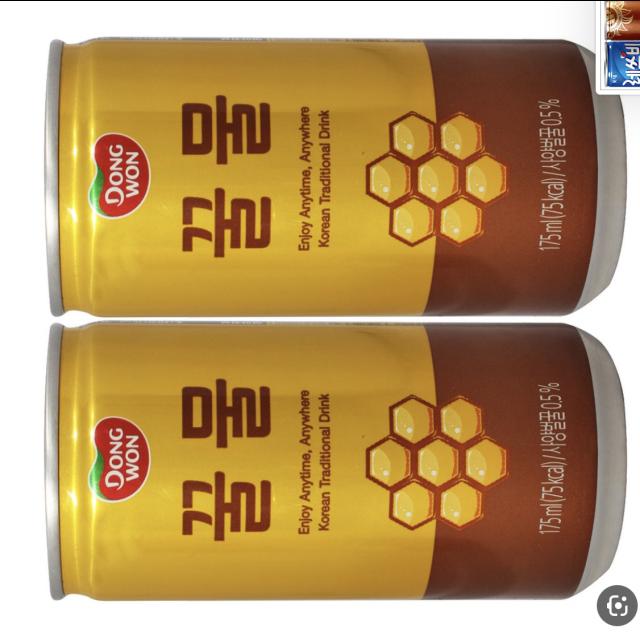 DONG
WON
꿀물
Enjoy Anytime, Anywhere
Korean Traditional Drink
175ml(75kcal)/사양벌꿀0.5%
DONG
WON
꿀물
Enjoy Anytime, Anywhere
Korean Traditional Drink
175ml(75kcal)/사양벌꿀0.5%